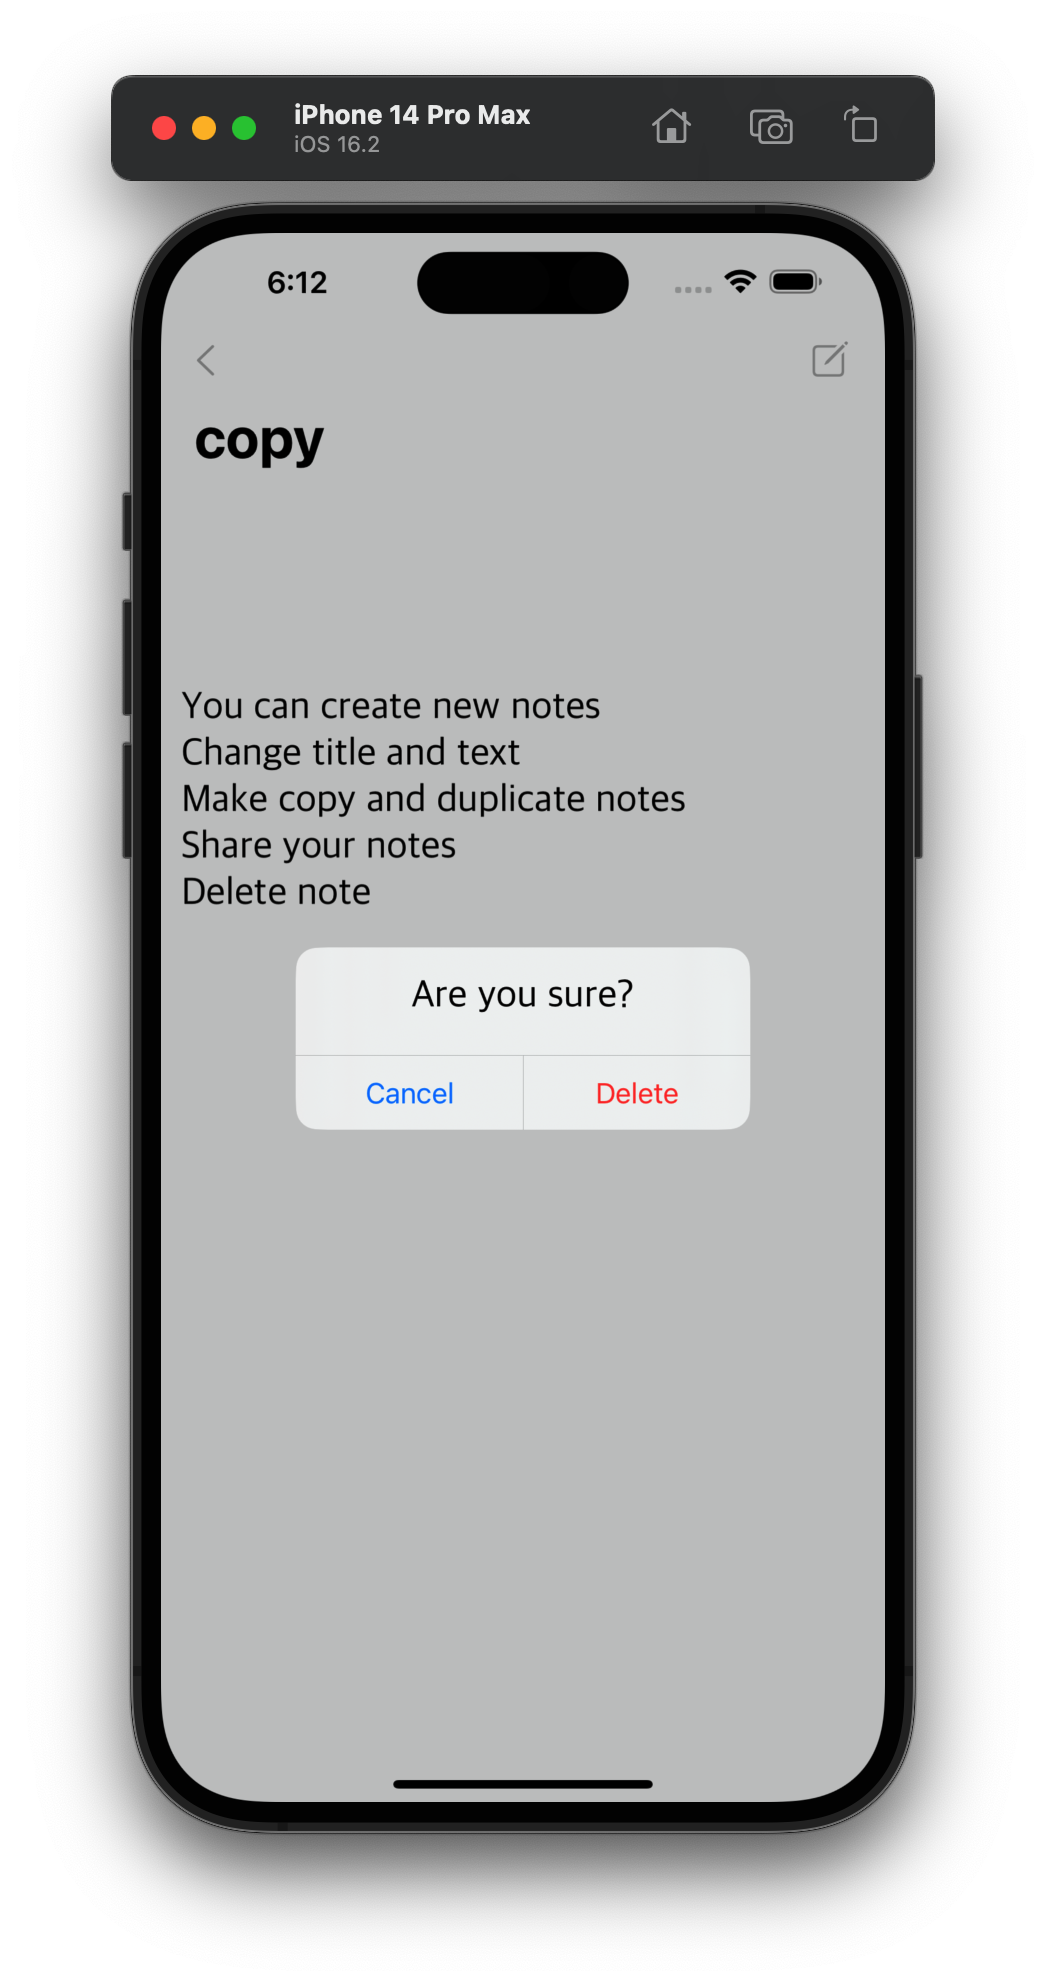 iPhone 14 Pro Max
iOS 16.2
6:12
copy
You can create new notes
Change title and text
Make copy and duplicate notes
Share your notes
Delete note
Are you sure?
Cancel
Delete